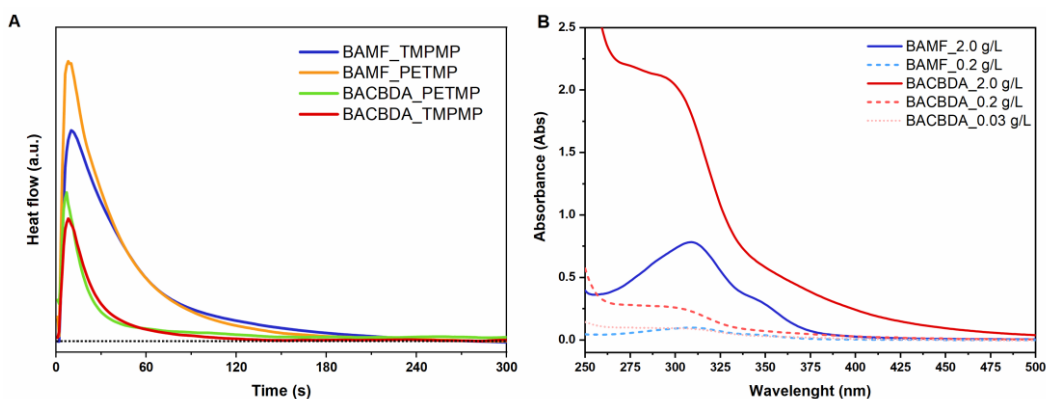 A
BAMF_TMPMP
BAMF_PETMP
BACBDA_PETMP
BACBDA_TMPMP
Heat flow (a.u.)
0
60
120
180
240
300
Time (s)
B
2.5
2.0
1.5
1.0
0.5
0.0
BAMF_2.0 g/L
BAMF_0.2 g/L
BACBDA_2.0 g/L
BACBDA_0.2 g/L
BACBDA_0.03 g/L
Absorbance (Abs)
250
275
300
325
350
375
400
425
450
475
500
Wavelenght (nm)